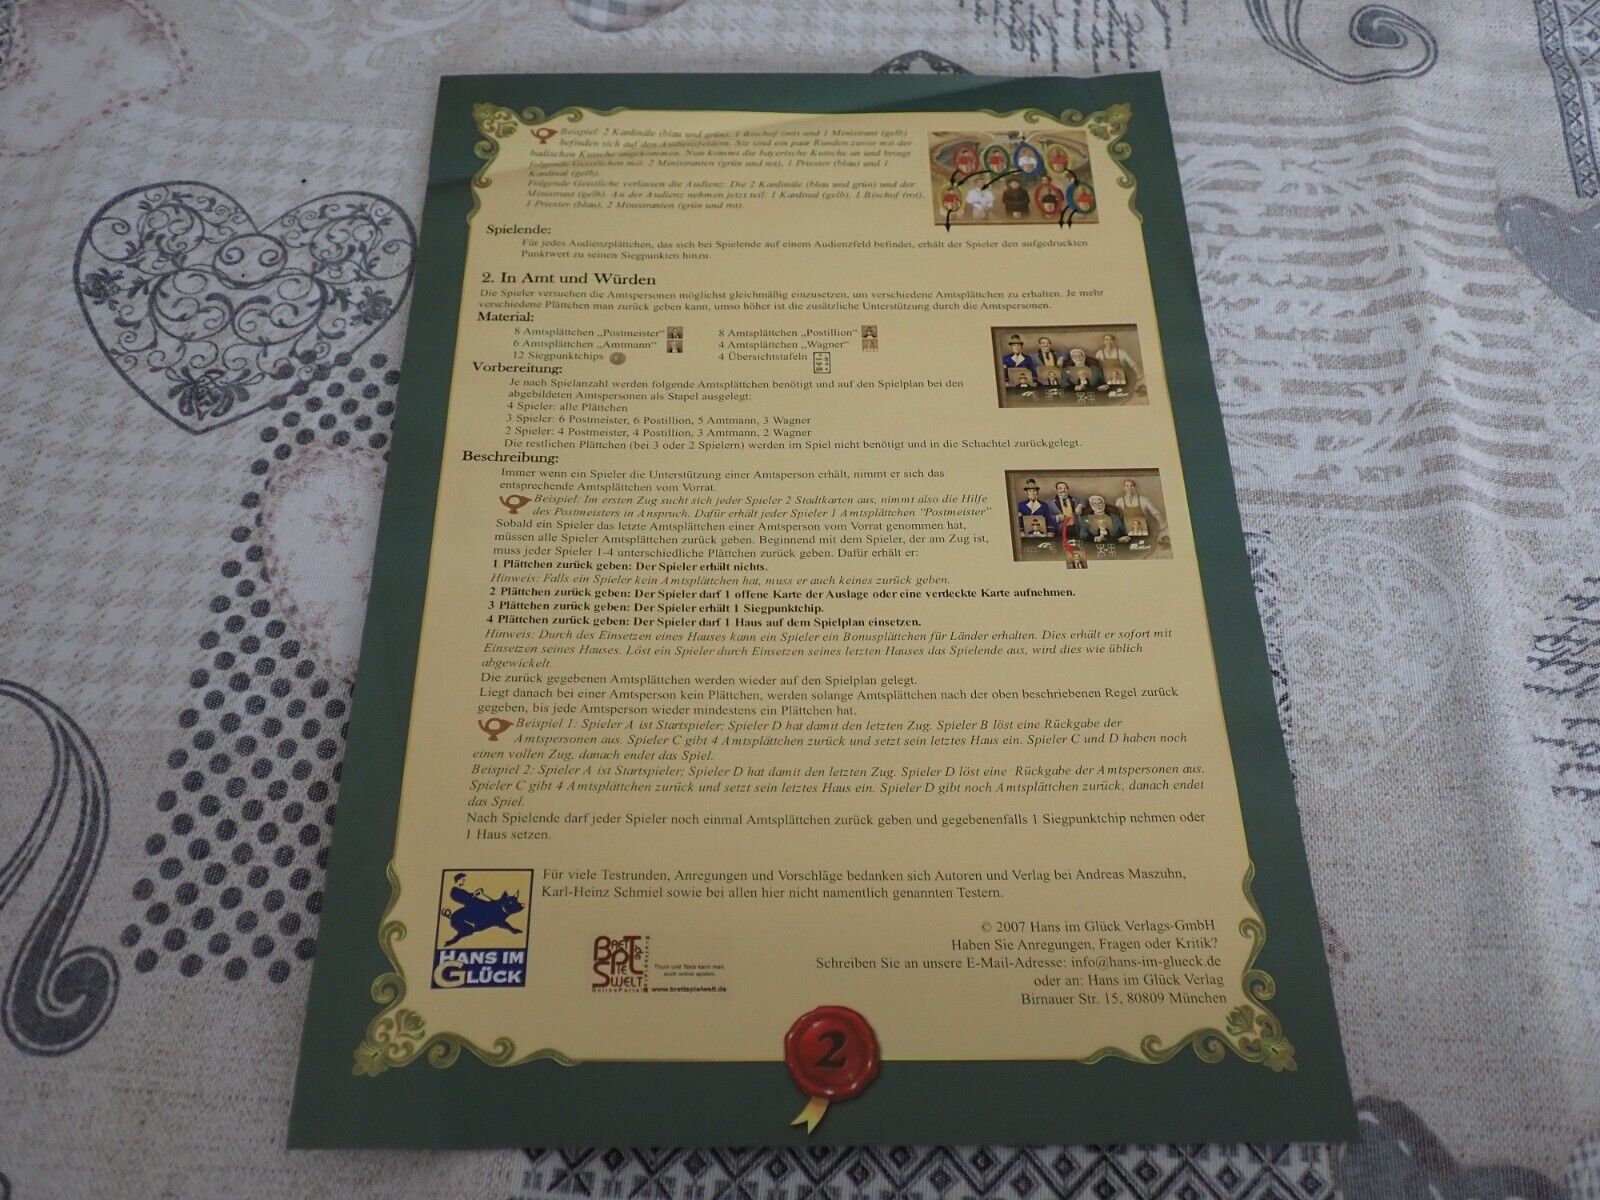 Beispiel: 2 Kardinäle (blau und grün), 1 Bischof (rot) und 1 Ministrant (gelb)
befinden sich auf den Audienzfeldern. Sie sind ein paar Runden zuvor mit der
badischen Kutsche angekommen. Nun kommt die bayerische Kutsche an und bringt
folgende Geistlichen mit: 2 Ministranten (grün und rot), 1 Priester (blau) und 1
Kardinal (gelb).
Folgende Geistliche verlassen die Audienz: Die 2 Kardinäle (blau und grün) und der
Ministrant (gelb). An der Audienz nehmen jetzt teil: 1 Kardinal (gelb), 1 Bischof (rot),
1 Priester (blau), 2 Ministranten (grün und rot).
Spielende:
Für jedes Audienzplättchen, das sich bei Spielende auf einem Audienzfeld befindet, erhält der Spieler den aufgedruckten
Punktwert zu seinen Siegpunkten hinzu.
2. In Amt und Würden
Die Spieler versuchen die Amtspersonen möglichst gleichmäßig einzusetzen, um verschiedene Amtsplättchen zu erhalten. Je mehr
verschiedene Plättchen man zurück geben kann, umso höher ist die zusätzliche Unterstützung durch die Amtspersonen.
Material:
8 Amtsplättchen „Postmeister“ 8 Amtsplättchen „Postillion“
6 Amtsplättchen „Amtmann“ 4 Amtsplättchen „Wagner“
12 Siegpunktchips 4 Übersichtstafeln
Vorbereitung:
Je nach Spielanzahl werden folgende Amtsplättchen benötigt und auf den Spielplan bei den
abgebildeten Amtspersonen als Stapel ausgelegt:
4 Spieler: alle Plättchen
3 Spieler: 6 Postmeister, 6 Postillion, 5 Amtmann, 3 Wagner
2 Spieler: 4 Postmeister, 4 Postillion, 3 Amtmann, 2 Wagner
Die restlichen Plättchen (bei 3 oder 2 Spielern) werden im Spiel nicht benötigt und in die Schachtel zurückgelegt.
Beschreibung:
Immer wenn ein Spieler die Unterstützung einer Amtsperson erhält, nimmt er sich das
entsprechende Amtsplättchen vom Vorrat.
Beispiel: Im ersten Zug sucht sich jeder Spieler 2 Stadtkarten aus, nimmt also die Hilfe
des Postmeisters in Anspruch. Dafür erhält jeder Spieler 1 Amtsplättchen "Postmeister"
Sobald ein Spieler das letzte Amtsplättchen einer Amtsperson vom Vorrat genommen hat,
müssen alle Spieler Amtsplättchen zurück geben. Beginnend mit dem Spieler, der am Zug ist,
muss jeder Spieler 1-4 unterschiedliche Plättchen zurück geben. Dafür erhält er:
1 Plättchen zurück geben: Der Spieler erhält nichts.
Hinweis: Falls ein Spieler kein Amtsplättchen hat, muss er auch keines zurück geben.
2 Plättchen zurück geben: Der Spieler darf 1 offene Karte der Auslage oder eine verdeckte Karte aufnehmen.
3 Plättchen zurück geben: Der Spieler erhält 1 Siegpunktchip.
4 Plättchen zurück geben: Der Spieler darf 1 Haus auf dem Spielplan einsetzen.
Hinweis: Durch des Einsetzen eines Hauses kann ein Spieler ein Bonusplättchen für Länder erhalten. Dies erhält er sofort mit
Einsetzen seines Hauses. Löst ein Spieler durch Einsetzen seines letzten Hauses das Spielende aus, wird dies wie üblich
abgewickelt.
Die zurück gegebenen Amtsplättchen werden wieder auf den Spielplan gelegt.
Liegt danach bei einer Amtsperson kein Plättchen, werden solange Amtsplättchen nach der oben beschriebenen Regel zurück
gegeben, bis jede Amtsperson wieder mindestens ein Plättchen hat.
Beispiel 1: Spieler A ist Startspieler; Spieler D hat damit den letzten Zug. Spieler B löst eine Rückgabe der
Amtspersonen aus. Spieler C gibt 4 Amtsplättchen zurück und setzt sein letztes Haus ein. Spieler C und D haben noch
einen vollen Zug, danach endet das Spiel.
Beispiel 2: Spieler A ist Startspieler; Spieler D hat damit den letzten Zug. Spieler D löst eine Rückgabe der Amtspersonen aus.
Spieler C gibt 4 Amtsplättchen zurück und setzt sein letztes Haus ein. Spieler D gibt noch Amtsplättchen zurück, danach endet
das Spiel.
Nach Spielende darf jeder Spieler noch einmal Amtsplättchen zurück geben und gegebenenfalls 1 Siegpunktchip nehmen oder
1 Haus setzen.
Für viele Testrunden, Anregungen und Vorschläge bedanken sich Autoren und Verlag bei Andreas Maszuhn,
Karl-Heinz Schmiel sowie bei allen hier nicht namentlich genannten Testern.
HANS IM
GLÜCK
BRETT
SPIEL
WELT
OnlinePortal
Thurn und Taxis kann man
auch online spielen
www.brettspielwelt.de
© 2007 Hans im Glück Verlags-GmbH
Haben Sie Anregungen, Fragen oder Kritik?
Schreiben Sie an unsere E-Mail-Adresse: info@hans-im-glueck.de
oder an: Hans im Glück Verlag
Birnauer Str. 15, 80809 München
2